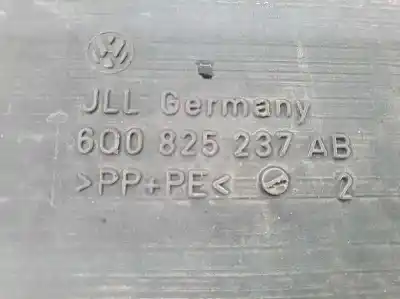 JLL Germany
6Q0 825 237 AB
>PP+PE< 2